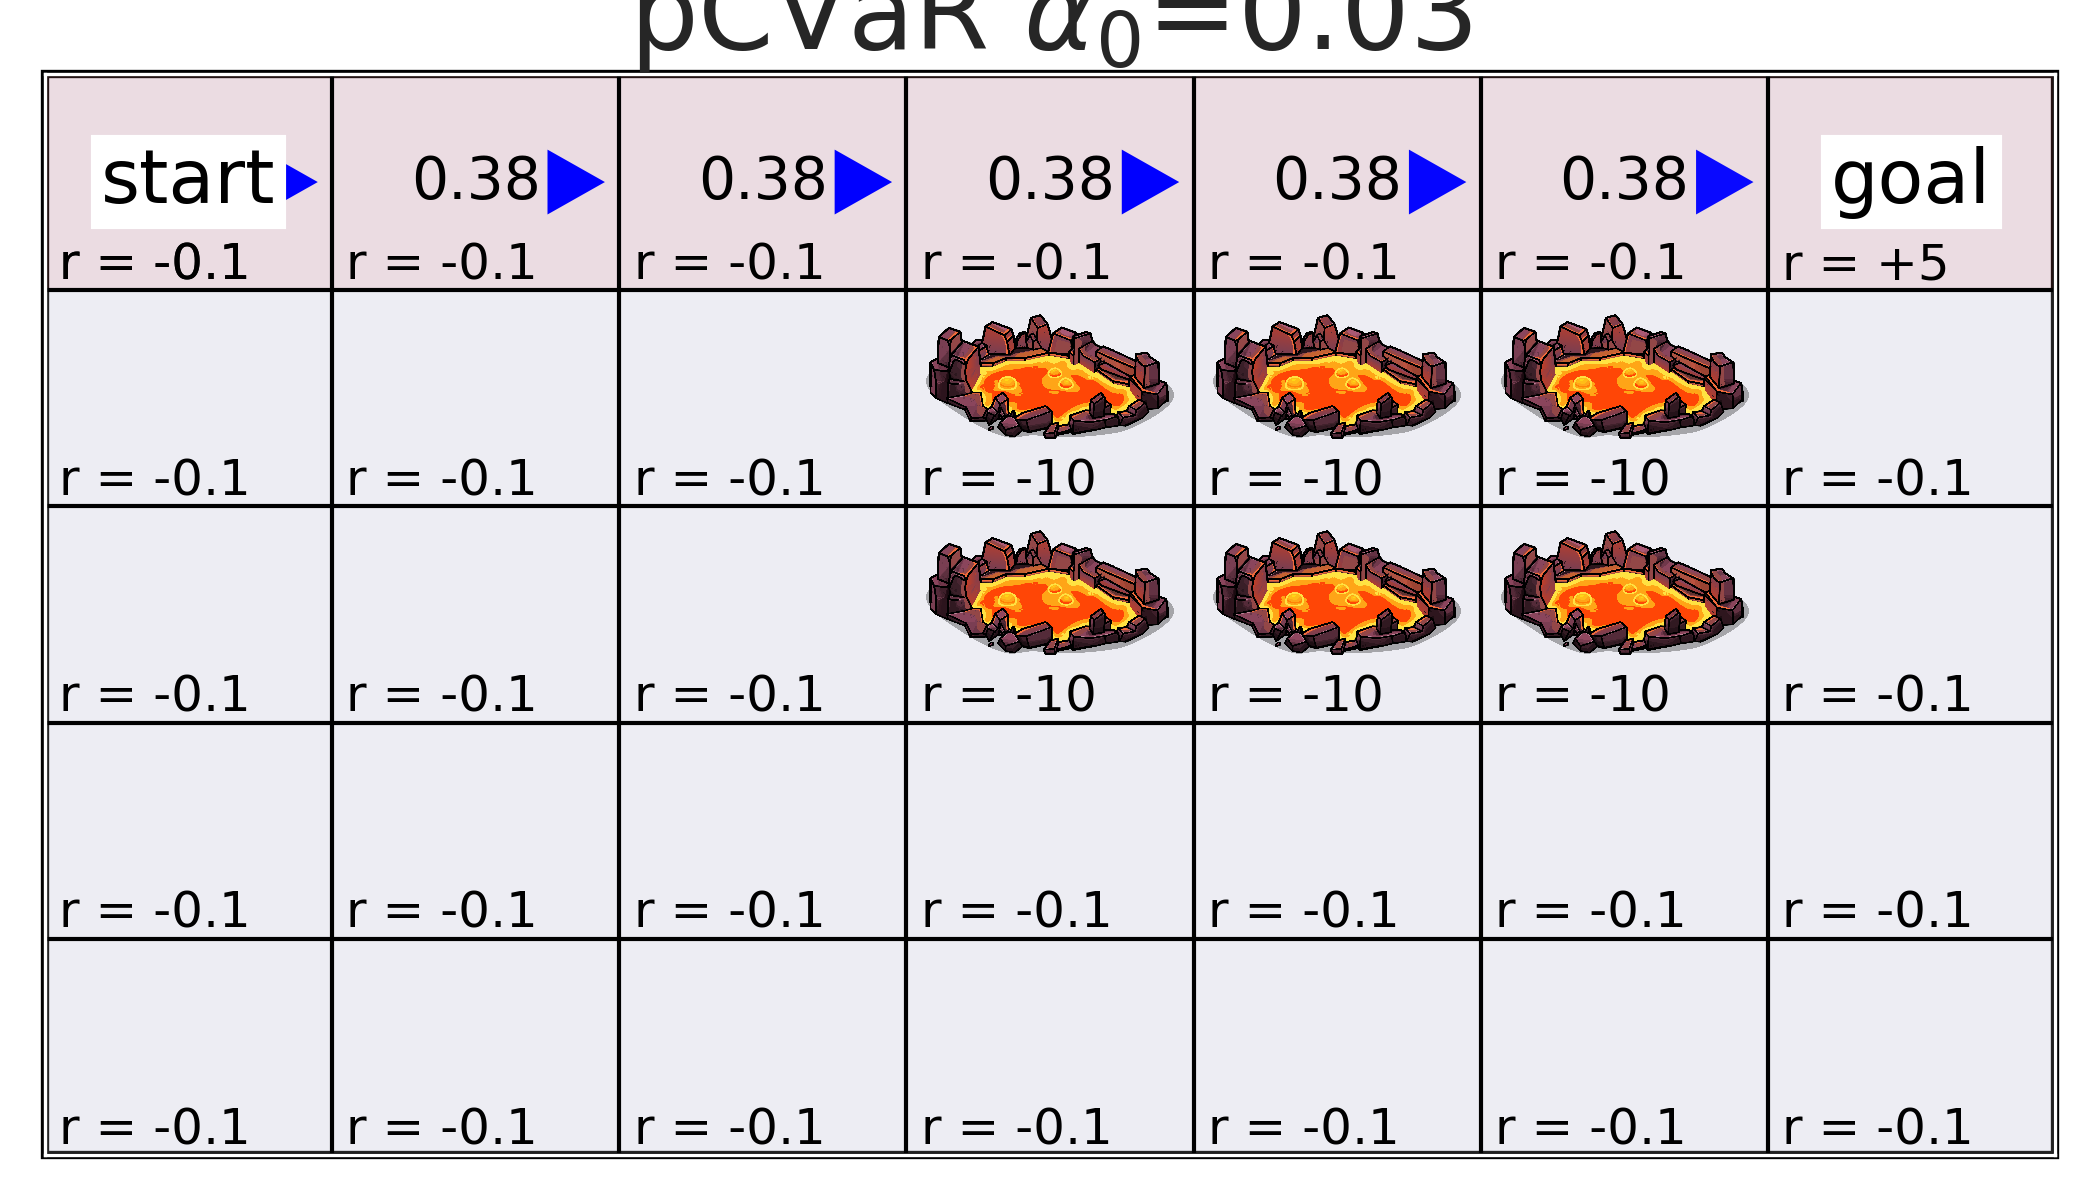 pCVaR α₀=0.03
start 0.38 0.38 0.38 0.38 0.38 goal
r = -0.1 r = -0.1 r = -0.1 r = -0.1 r = -0.1 r = -0.1 r = +5
r = -0.1 r = -0.1 r = -0.1 r = -10 r = -10 r = -10 r = -0.1
r = -0.1 r = -0.1 r = -0.1 r = -10 r = -10 r = -10 r = -0.1
r = -0.1 r = -0.1 r = -0.1 r = -0.1 r = -0.1 r = -0.1 r = -0.1
r = -0.1 r = -0.1 r = -0.1 r = -0.1 r = -0.1 r = -0.1 r = -0.1